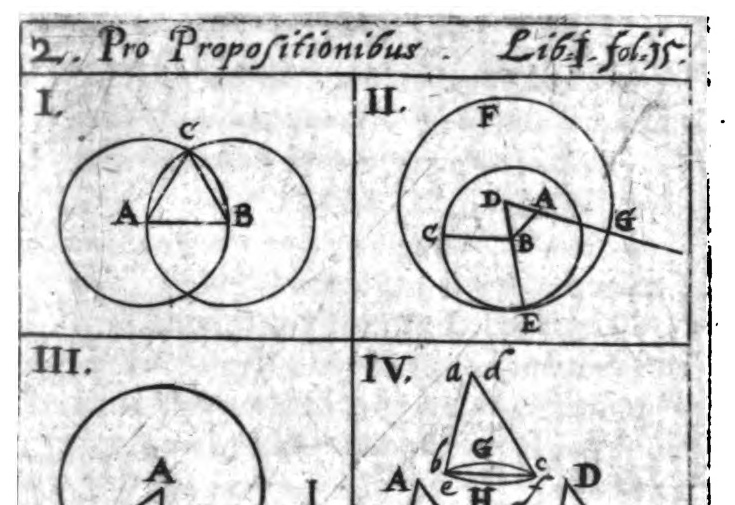 2. Pro Propoſitionibus. Lib. I. fol. 15.
I.
C
A B
II.
F
D A
G
C B
E
III.
A
IV.
a d
b G c
e H f
A D